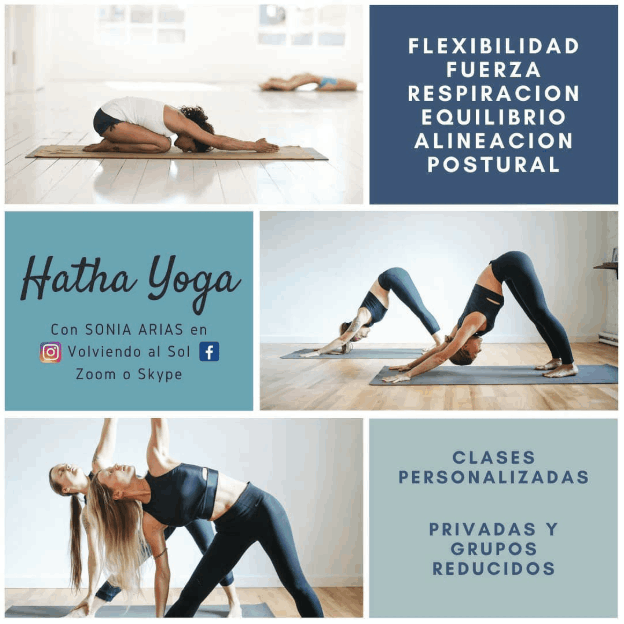 FLEXIBILIDAD
FUERZA
RESPIRACION
EQUILIBRIO
ALINEACION
POSTURAL
Hatha Yoga
Con SONIA ARIAS en
Volviendo al Sol
Zoom o Skype
CLASES
PERSONALIZADAS
PRIVADAS Y
GRUPOS
REDUCIDOS